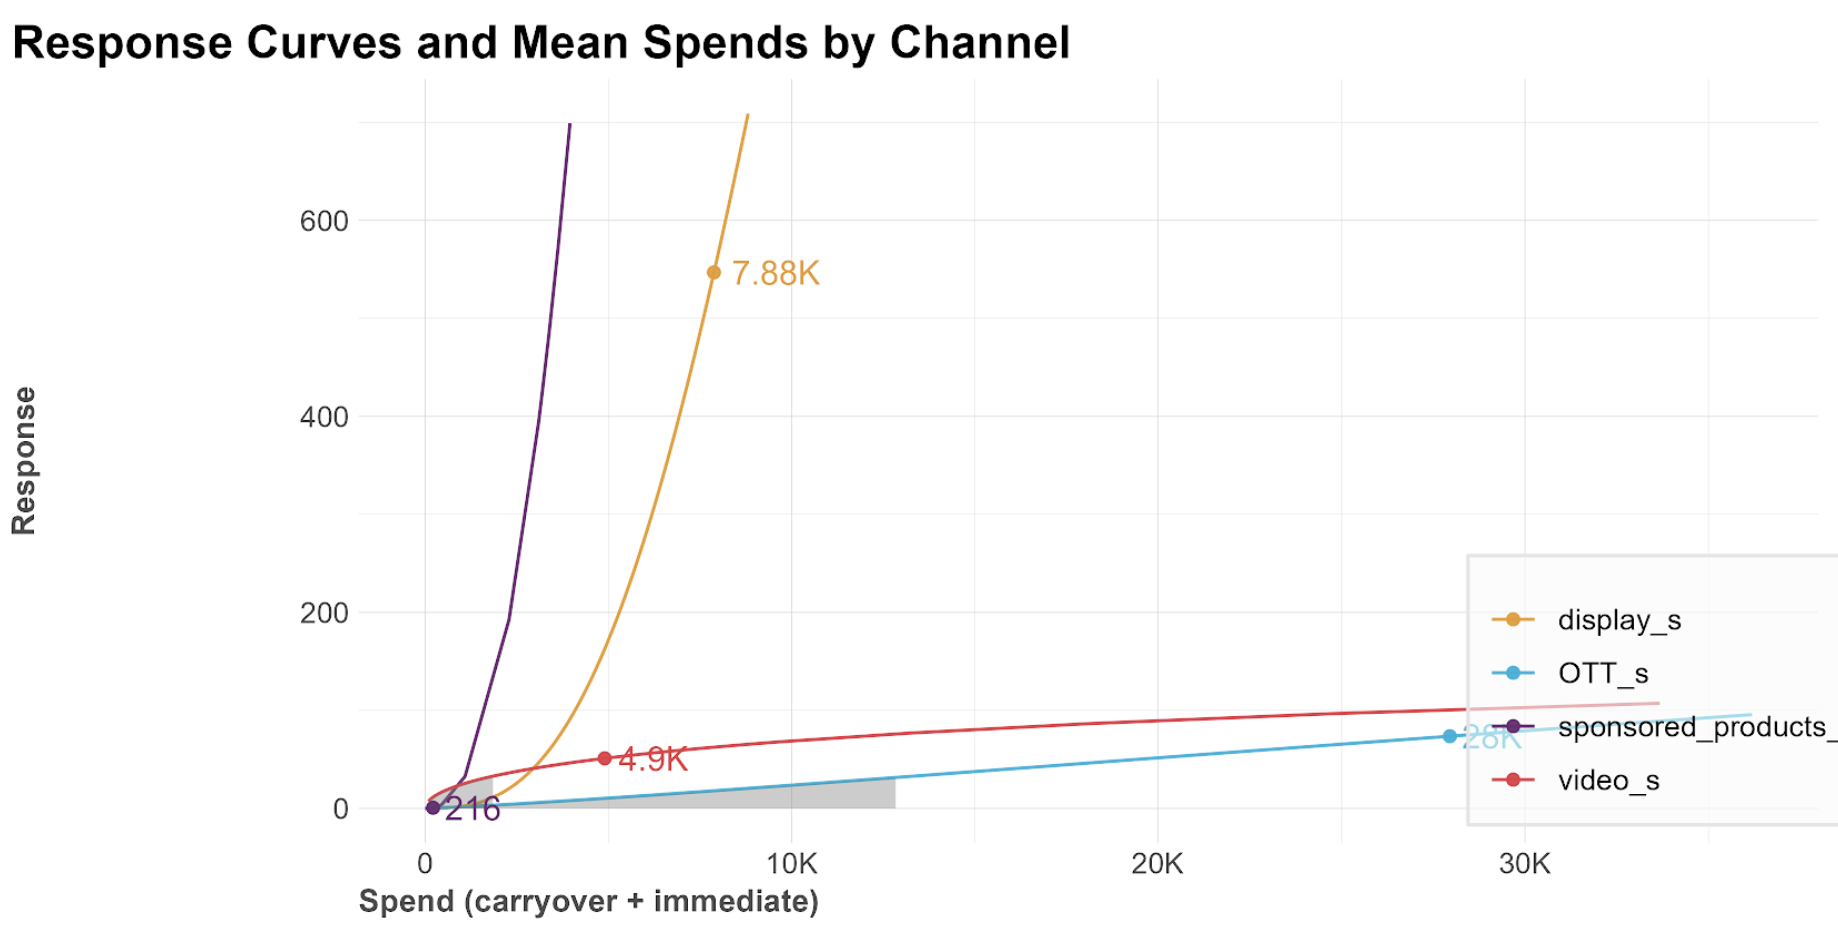 Response Curves and Mean Spends by Channel
Response
600
400
200
0
7.88K
4.9K
28K
216
display_s
OTT_s
sponsored_products_
video_s
0 10K 20K 30K
Spend (carryover + immediate)